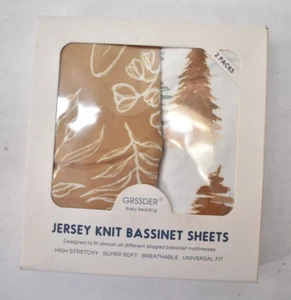 2 PACKS
GRSSDER
Baby Bedding
JERSEY KNIT BASSINET SHEETS
Designed to fit almost all different shaped bassinet mattresses
HIGH STRETCHY SUPER SOFT BREATHABLE UNIVERSAL FIT